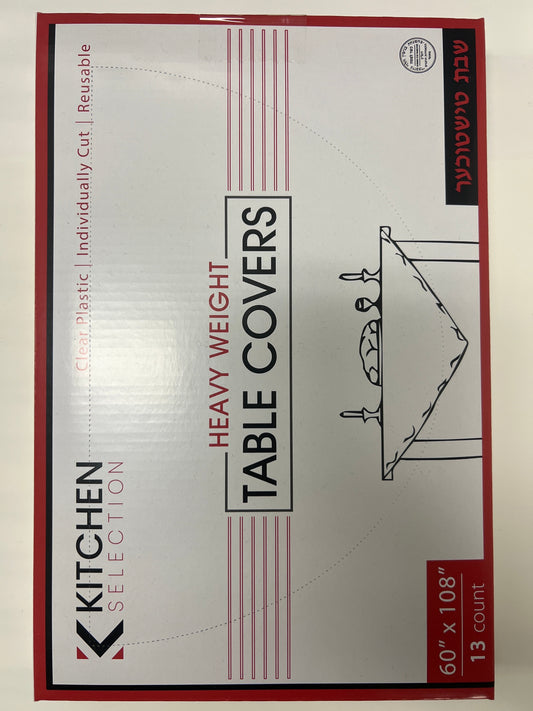 KITCHEN
SELECTION
Clear Plastic | Individually Cut | Reusable
HEAVY WEIGHT
TABLE COVERS
60” x 108”
13 count
שבת טישטוכער